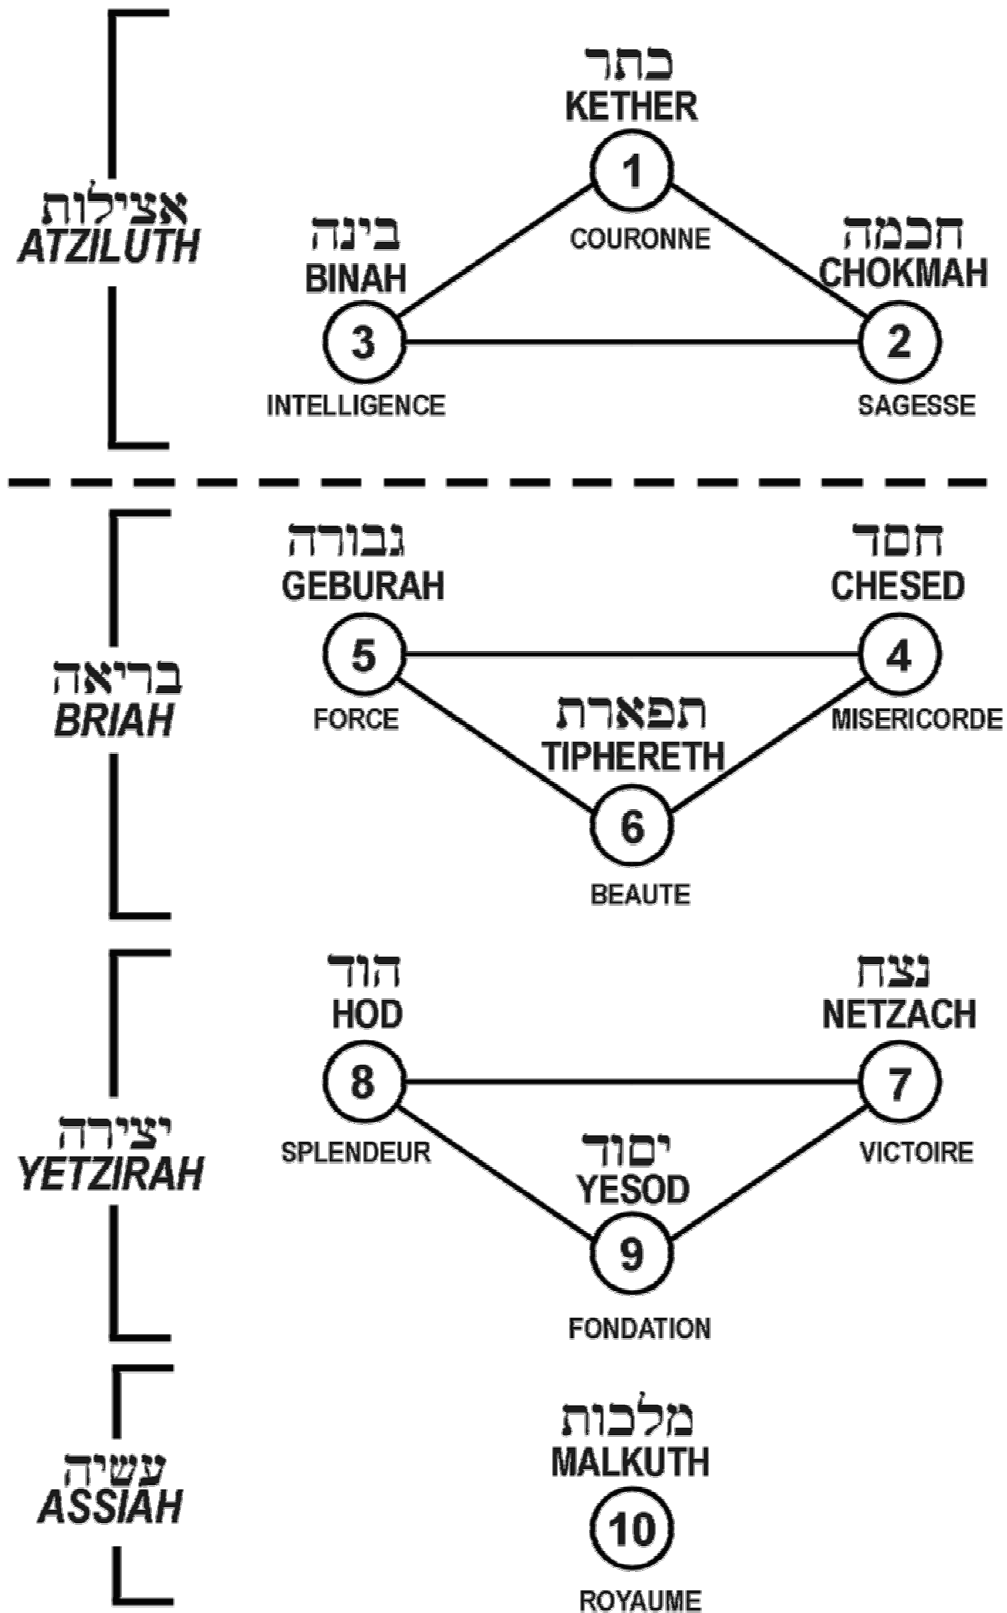 כתר
KETHER
1
COURONNE
אצילות
ATZILUTH
בינה
BINAH
3
INTELLIGENCE
חכמה
CHOKMAH
2
SAGESSE
גבורה
GEBURAH
5
FORCE
חסד
CHESED
4
MISERICORDE
בריאה
BRIAH
תפארת
TIPHERETH
6
BEAUTE
הוד
HOD
8
SPLENDEUR
נצח
NETZACH
7
VICTOIRE
יצירה
YETZIRAH
יסוד
YESOD
9
FONDATION
מלכות
MALKUTH
10
ROYAUME
עשיה
ASSIAH